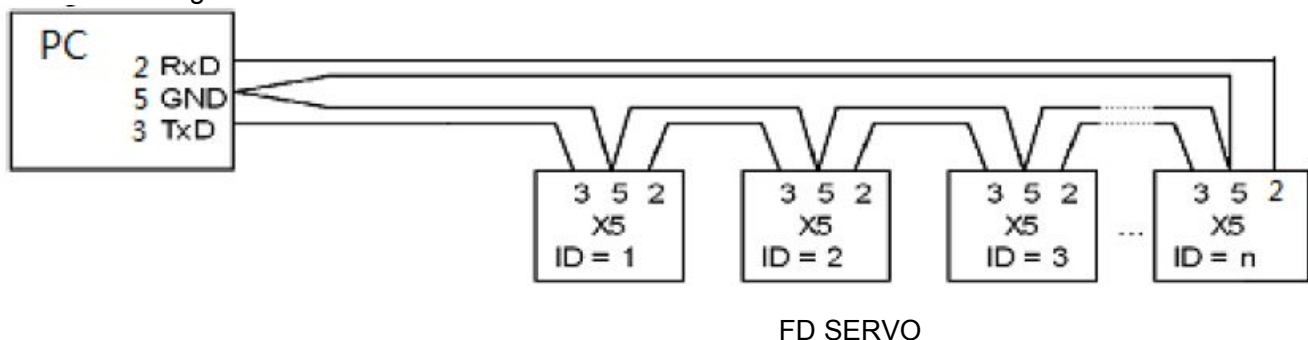 PC
2 RxD
5 GND
3 TxD
3 5 2
X5
ID = 1
3 5 2
X5
ID = 2
3 5 2
X5
ID = 3
...
3 5 2
X5
ID = n
FD SERVO